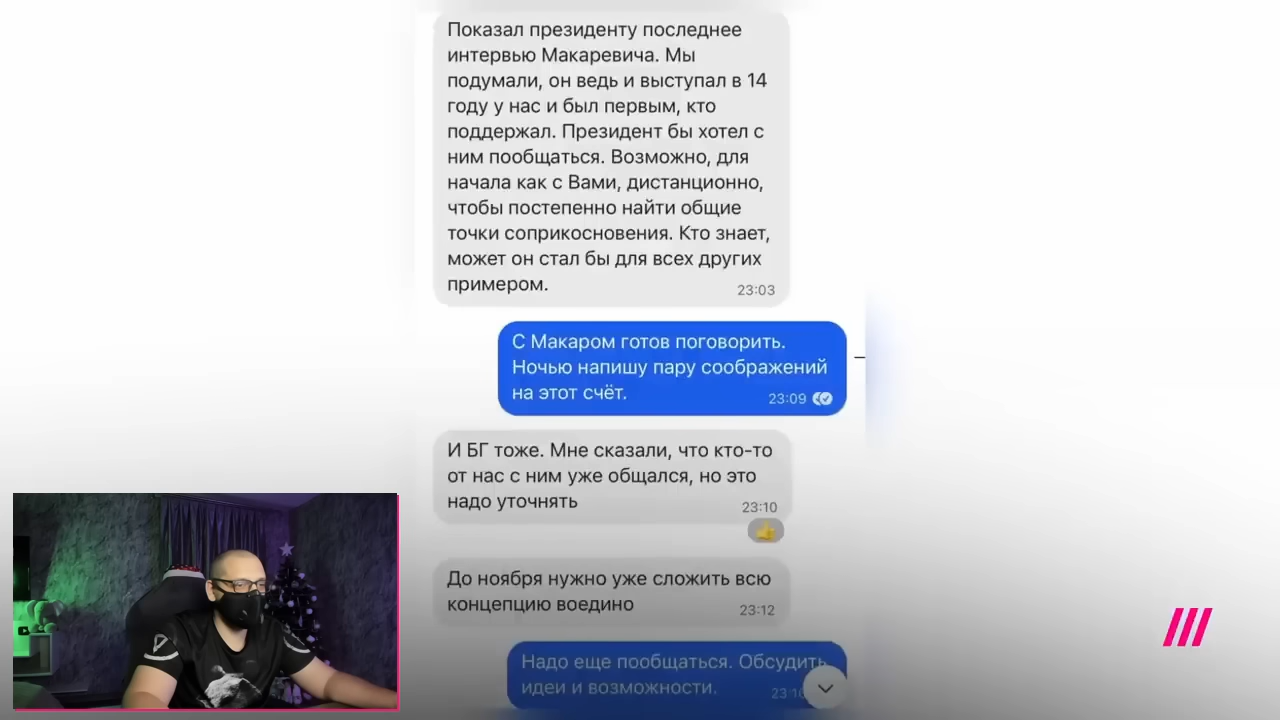 Показал президенту последнее
интервью Макаревича. Мы
подумали, он ведь и выступал в 14
году у нас и был первым, кто
поддержал. Президент бы хотел с
ним пообщаться. Возможно, для
начала как с Вами, дистанционно,
чтобы постепенно найти общие
точки соприкосновения. Кто знает,
может он стал бы для всех других
примером.
23:03
С Макаром готов поговорить.
Ночью напишу пару соображений
на этот счёт.
23:09
И БГ тоже. Мне сказали, что кто-то
от нас с ним уже общался, но это
надо уточнять
23:10
До ноября нужно уже сложить всю
концепцию воедино
23:12
Надо еще пообщаться. Обсудить
идеи и возможности.